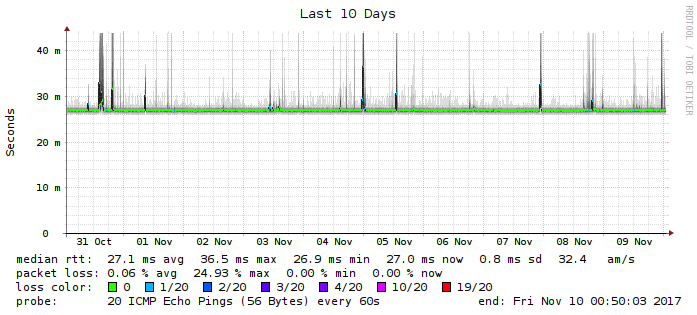 Last 10 Days
RRDTOOL / TOBI OETIKER
Seconds
40 m
30 m
20 m
10 m
0
31 Oct 01 Nov 02 Nov 03 Nov 04 Nov 05 Nov 06 Nov 07 Nov 08 Nov 09 Nov
median rtt: 27.1 ms avg 36.5 ms max 26.9 ms min 27.0 ms now 0.8 ms sd 32.4 am/s
packet loss: 0.06 % avg 24.93 % max 0.00 % min 0.00 % now
loss color: 0 1/20 2/20 3/20 4/20 10/20 19/20
probe: 20 ICMP Echo Pings (56 Bytes) every 60s end: Fri Nov 10 00:50:03 2017